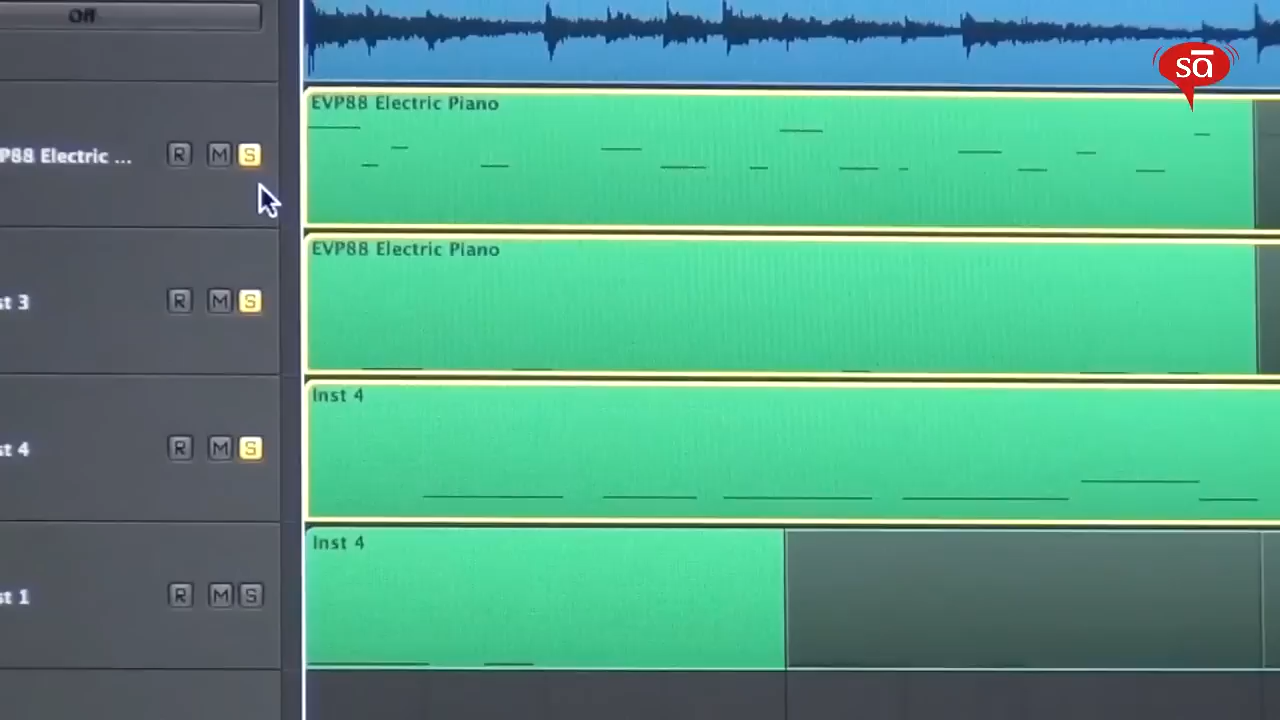 Off
sā
EVP88 Electric Piano
P88 Electric ...
R M S
EVP88 Electric Piano
st 3
R M S
Inst 4
st 4
R M S
Inst 4
st 1
R M S